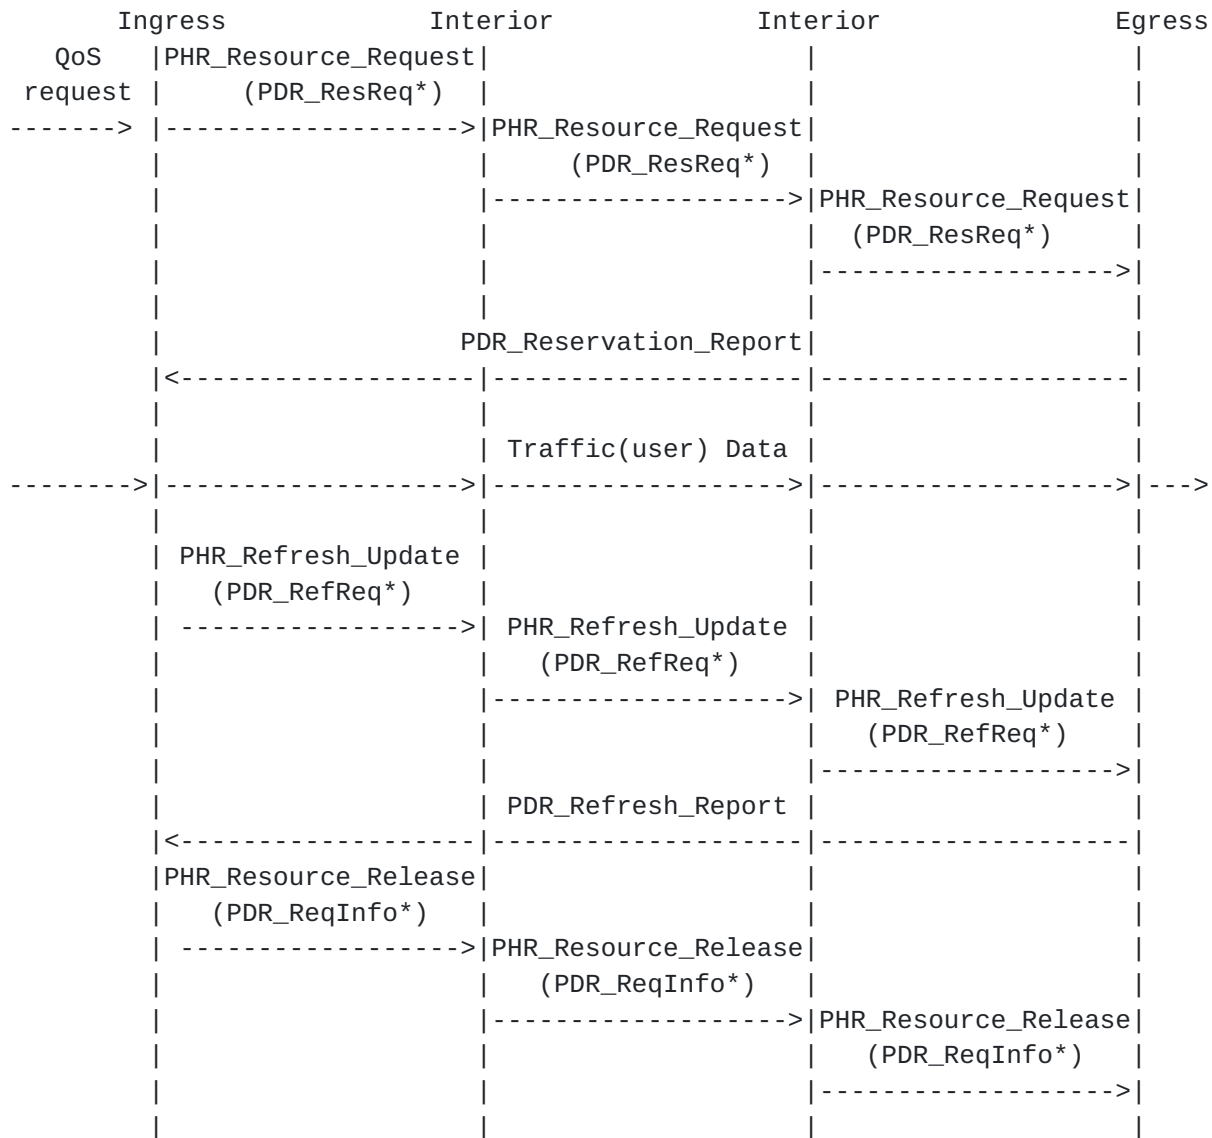 Ingress Interior Interior Egress
QoS |PHR_Resource_Request| | |
request | (PDR_ResReq*) | | |
-------> |------------------->|PHR_Resource_Request| |
| | (PDR_ResReq*) | |
| |------------------->|PHR_Resource_Request|
| | | (PDR_ResReq*) |
| | |------------------->|
| | | |
| PDR_Reservation_Report| |
|<-------------------|--------------------|--------------------|
| | | |
| | Traffic(user) Data | |
-------->|------------------->|------------------->|------------------->|--->
| | | |
| PHR_Refresh_Update | | |
| (PDR_RefReq*) | | |
| ------------------>| PHR_Refresh_Update | |
| | (PDR_RefReq*) | |
| |------------------->| PHR_Refresh_Update |
| | | (PDR_RefReq*) |
| | |------------------->|
| | PDR_Refresh_Report | |
|<-------------------|--------------------|--------------------|
|PHR_Resource_Release| | |
| (PDR_ReqInfo*) | | |
| ------------------>|PHR_Resource_Release| |
| | (PDR_ReqInfo*) | |
| |------------------->|PHR_Resource_Release|
| | | (PDR_ReqInfo*) |
| | |------------------->|
| | | |